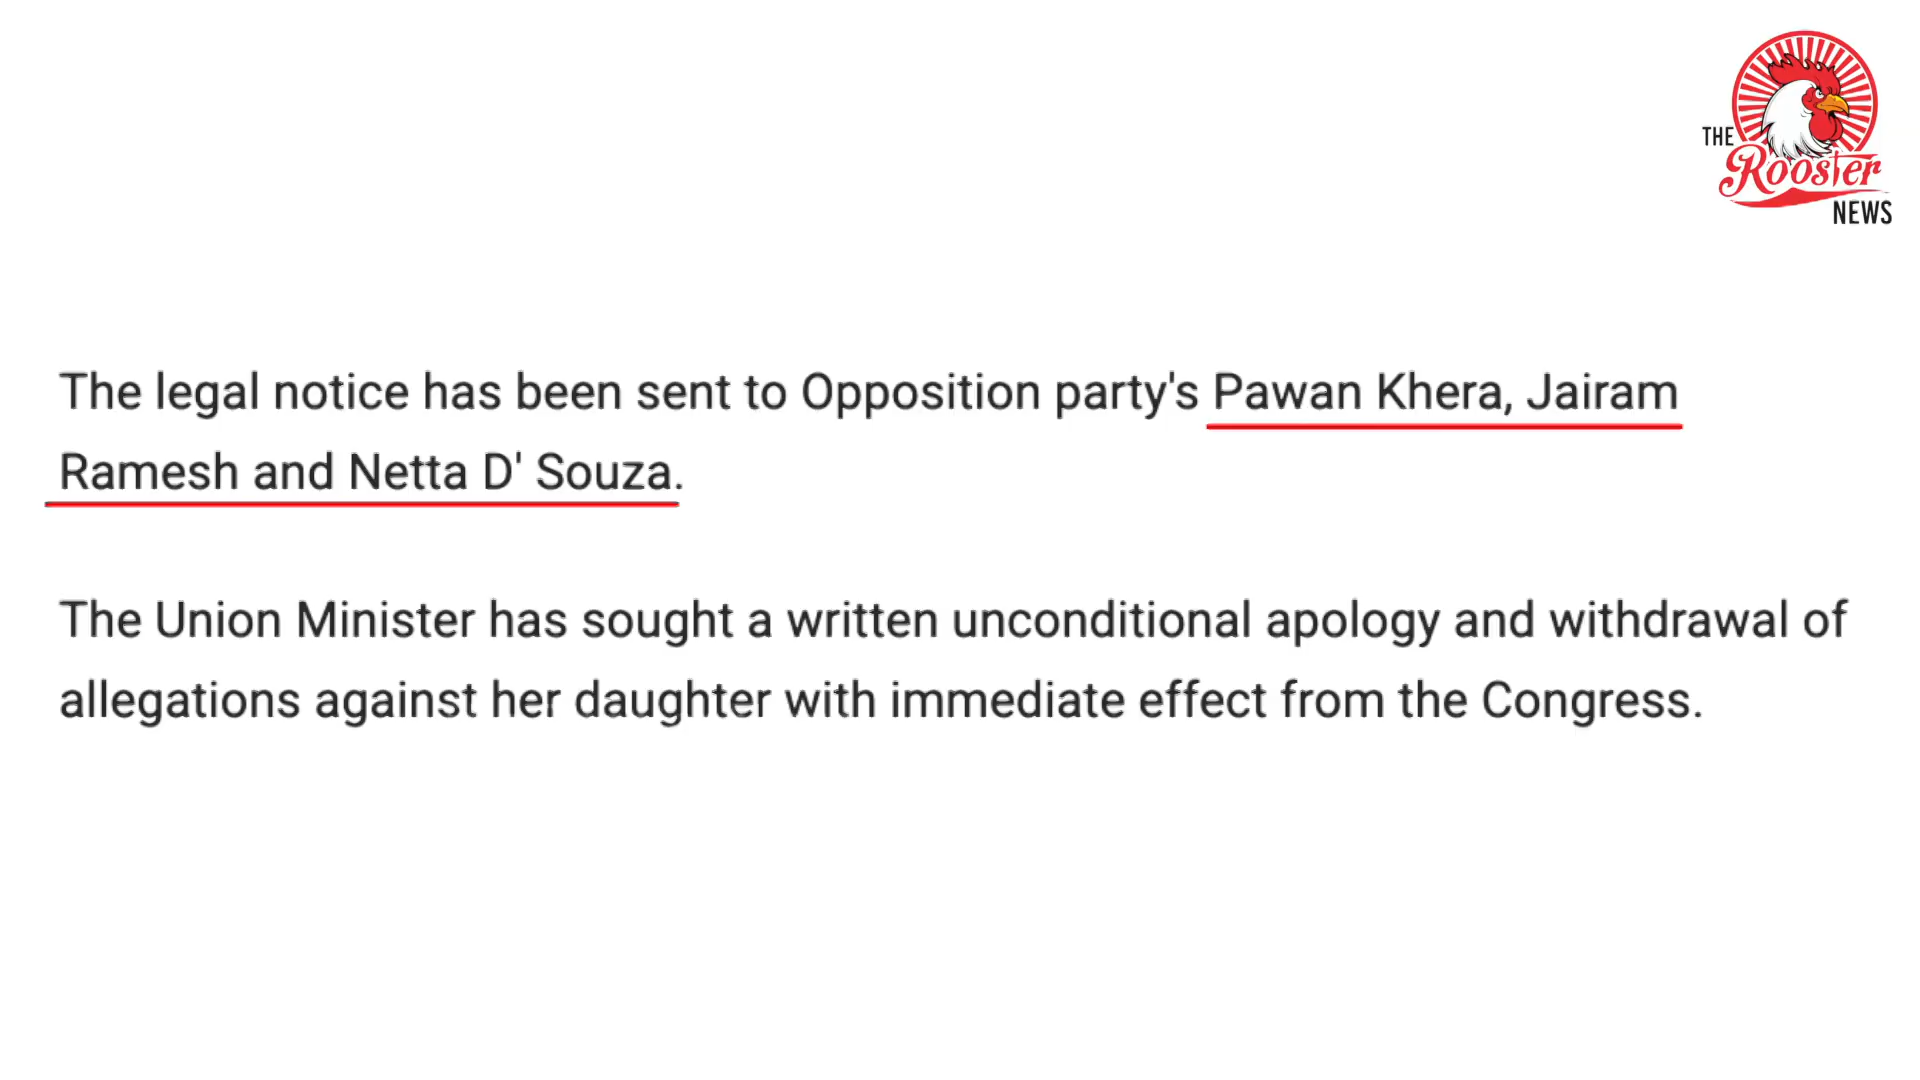 THE
Rooster
NEWS
The legal notice has been sent to Opposition party's Pawan Khera, Jairam
Ramesh and Netta D' Souza.
The Union Minister has sought a written unconditional apology and withdrawal of
allegations against her daughter with immediate effect from the Congress.